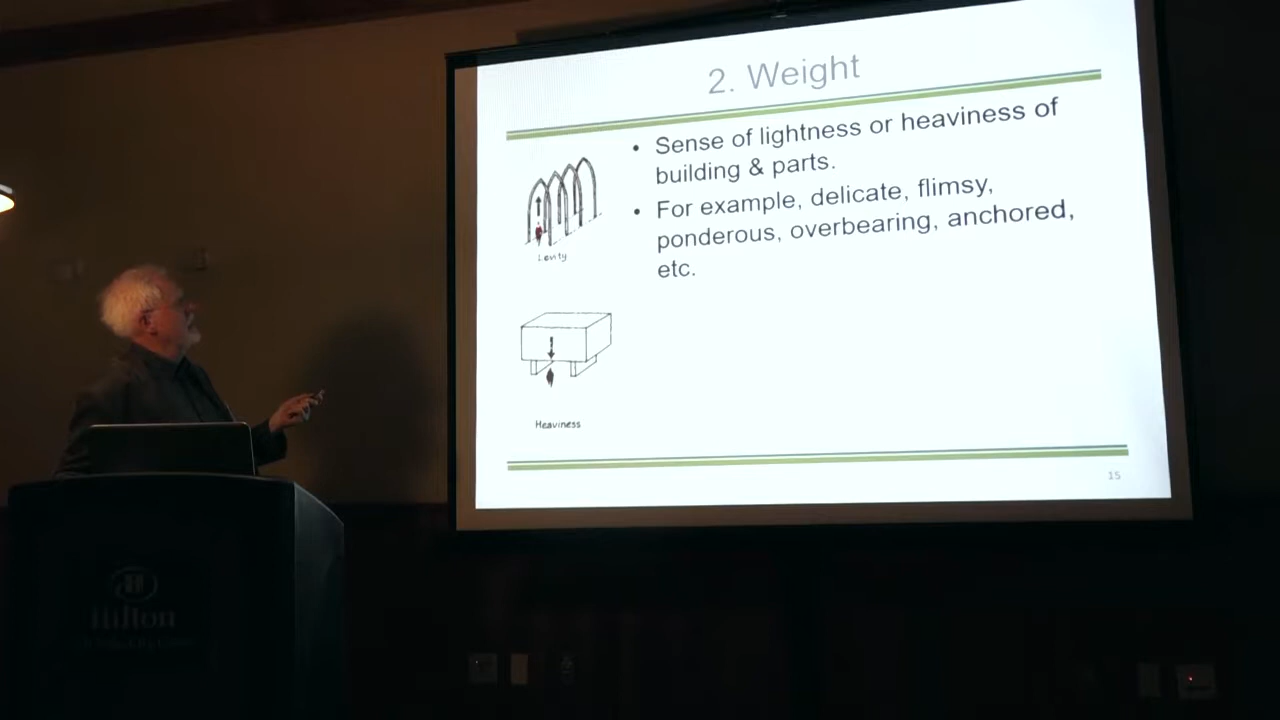 2. Weight
• Sense of lightness or heaviness of
building & parts.
• For example, delicate, flimsy,
ponderous, overbearing, anchored,
etc.
Levity
Heaviness
15
Hilton